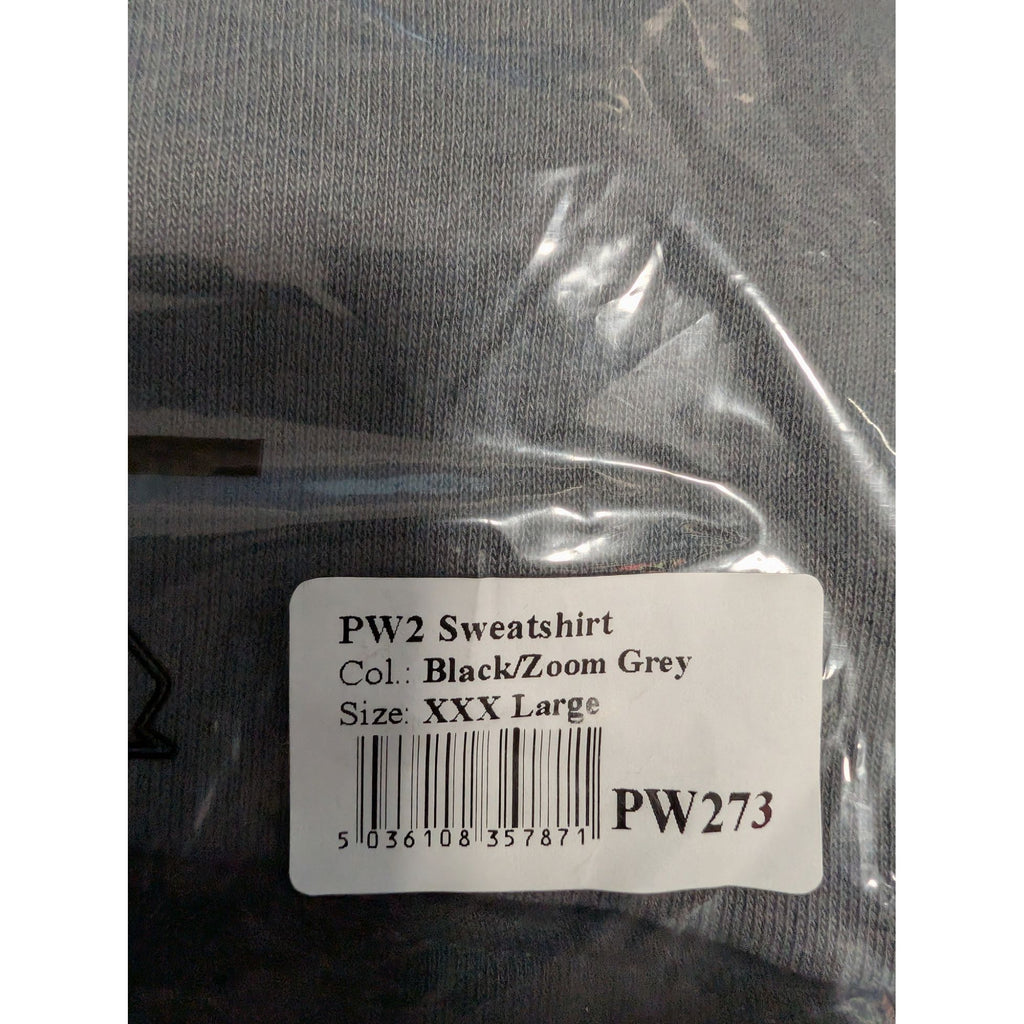 PW2 Sweatshirt
Col.: Black/Zoom Grey
Size: XXX Large
PW273
5 036108 357871